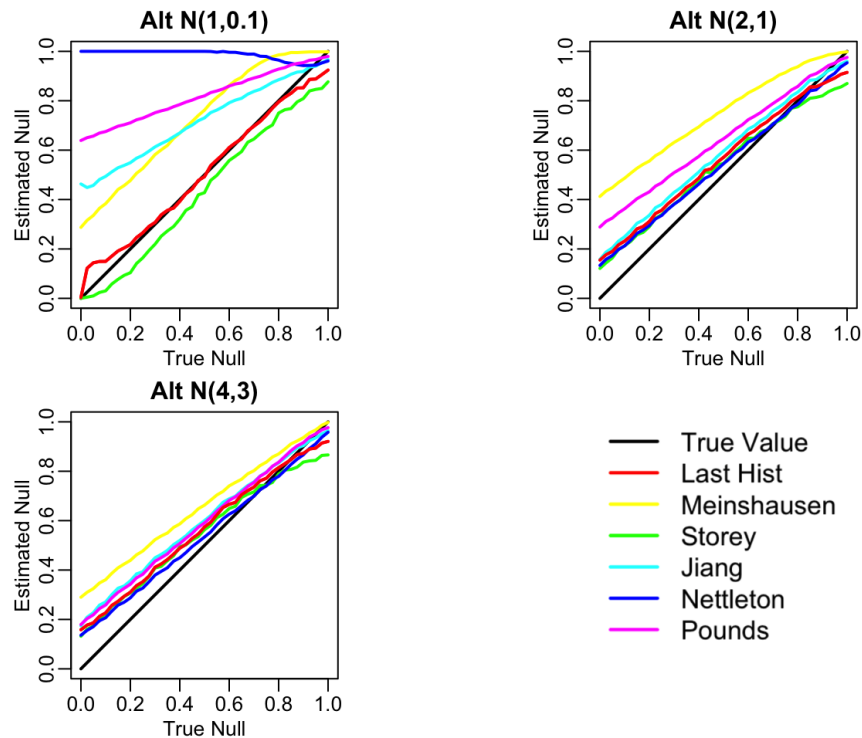 Alt N(1,0.1)
Estimated Null
0.0 0.2 0.4 0.6 0.8 1.0
0.0 0.2 0.4 0.6 0.8 1.0
True Null
Alt N(2,1)
Estimated Null
0.0 0.2 0.4 0.6 0.8 1.0
0.0 0.2 0.4 0.6 0.8 1.0
True Null
Alt N(4,3)
Estimated Null
0.0 0.2 0.4 0.6 0.8 1.0
0.0 0.2 0.4 0.6 0.8 1.0
True Null
True Value
Last Hist
Meinshausen
Storey
Jiang
Nettleton
Pounds